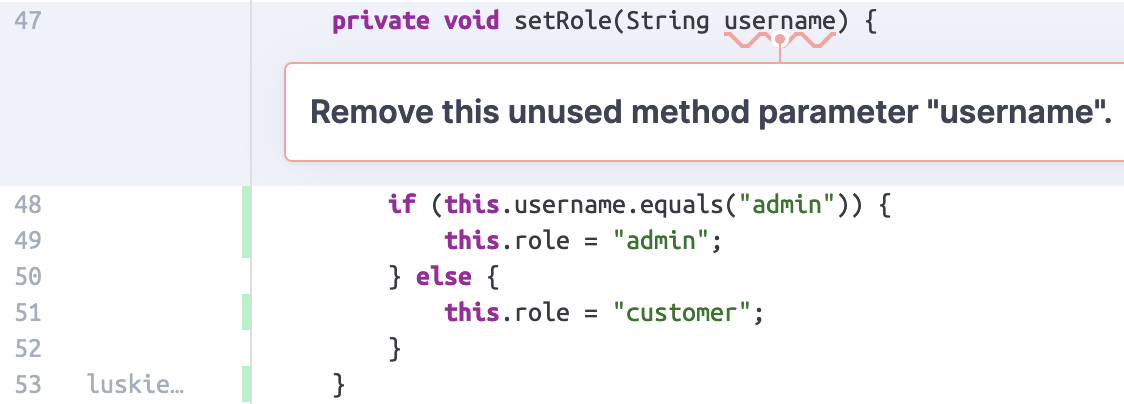 47 private void setRole(String username) {
Remove this unused method parameter "username".
48 if (this.username.equals("admin")) {
49 this.role = "admin";
50 } else {
51 this.role = "customer";
52 }
53 luskie… }